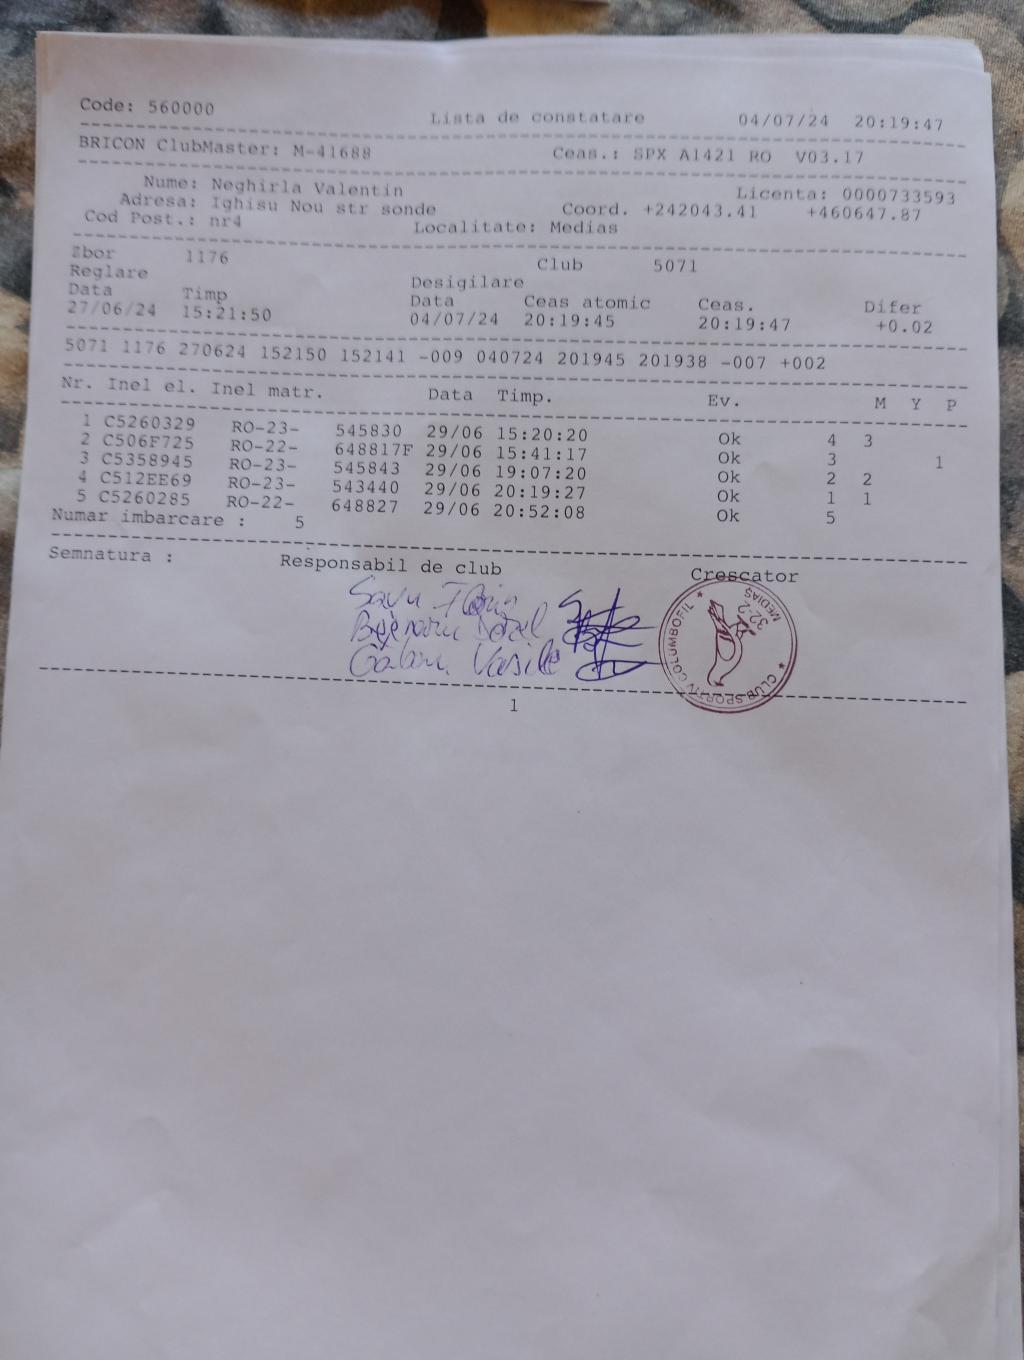 Code: 560000 Lista de constatare 04/07/24 20:19:47
BRICON ClubMaster: M-41688 Ceas.: SPX A1421 RO V03.17
Nume: Neghirla Valentin Licenta: 0000733593
Adresa: Ighisu Nou str sonde Coord. +242043.41 +460647.87
Cod Post.: nr4 Localitate: Medias
Zbor 1176 Club 5071
Reglare Desigilare
Data Timp Data Ceas atomic Ceas. Difer
27/06/24 15:21:50 04/07/24 20:19:45 20:19:47 +0.02
5071 1176 270624 152150 152141 -009 040724 201945 201938 -007 +002
Nr. Inel el. Inel matr. Data Timp. Ev. M Y P
1 C5260329 RO-23- 545830 29/06 15:20:20 Ok 4 3
2 C506F725 RO-22- 648817F 29/06 15:41:17 Ok 3 1
3 C5358945 RO-23- 545843 29/06 19:07:20 Ok 2 2
4 C512EE69 RO-23- 543440 29/06 20:19:27 Ok 1 1
5 C5260285 RO-22- 648827 29/06 20:52:08 Ok 5
Numar imbarcare : 5
Semnatura : Responsabil de club Crescator
Savu
Vasile
CLUB SPORTIV COLUMBOFIL
32-2
MEDIAȘ
1